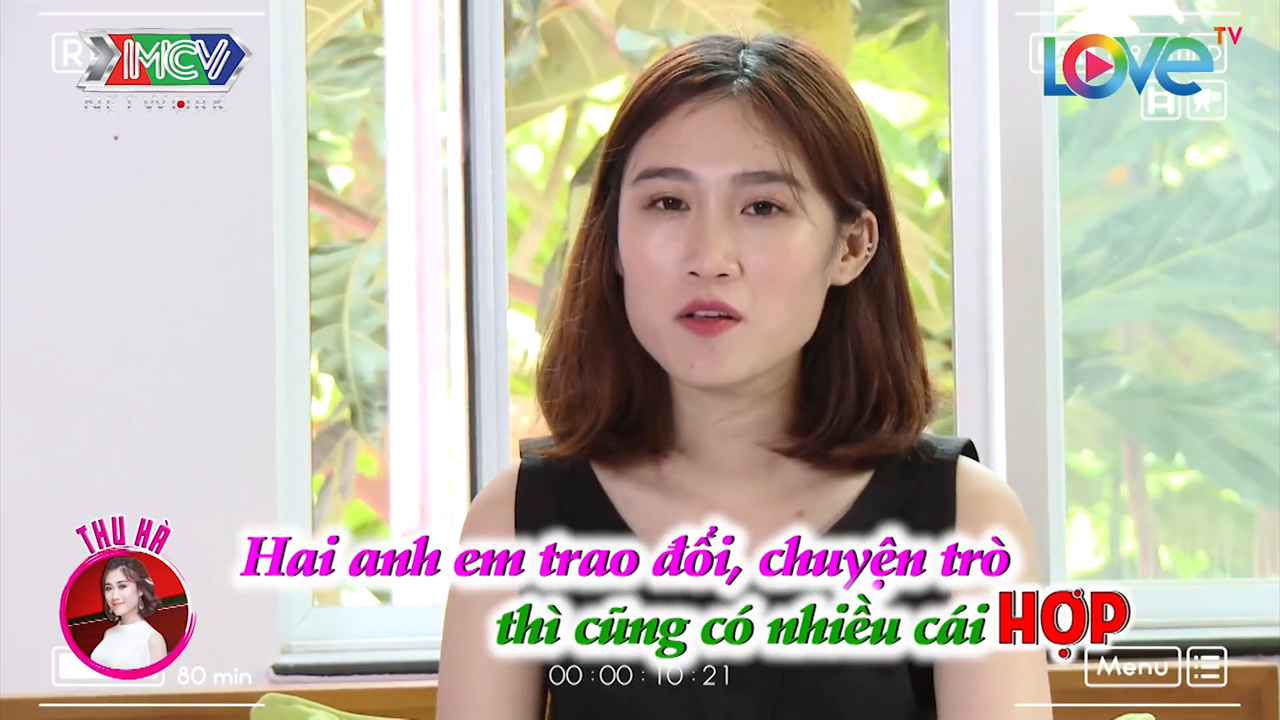 MCV
NETWORK
LOVE TV
THU HÀ
Hai anh em trao đổi, chuyện trò
thì cũng có nhiều cái HỢP
80 min
00:00:10:21
Menu